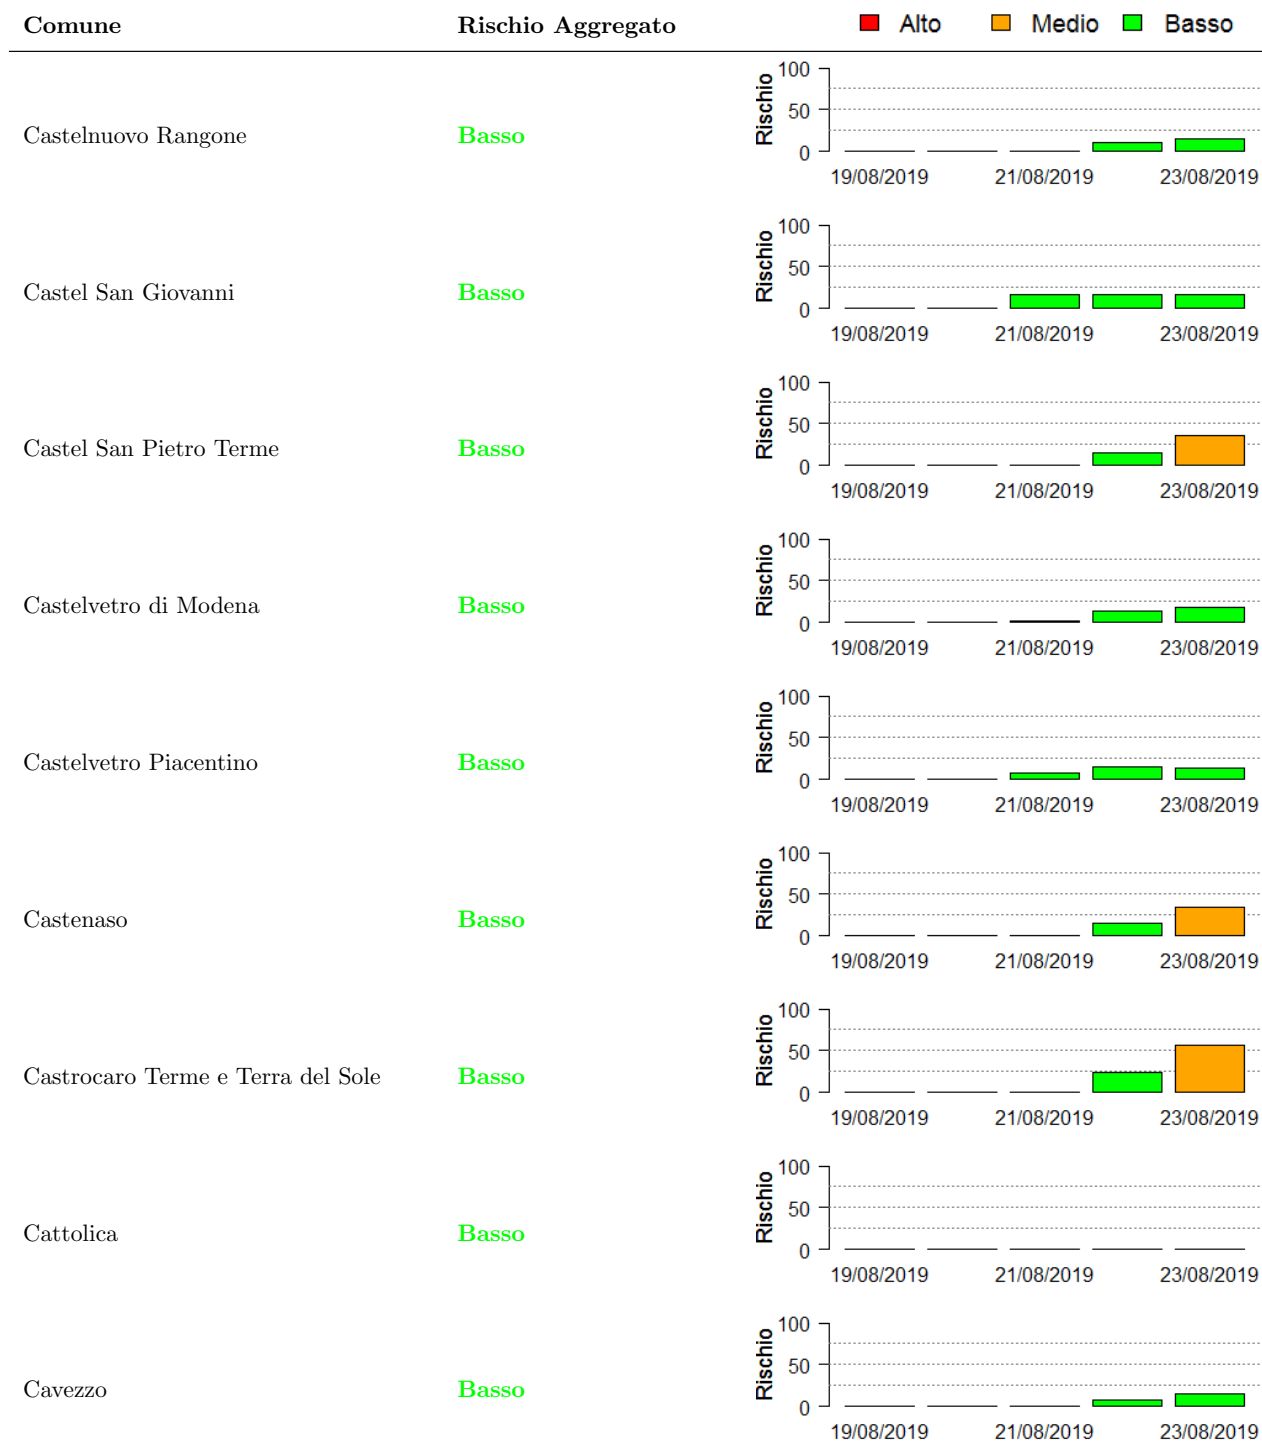 Comune Rischio Aggregato Alto Medio Basso
100
50
0
Rischio
Castelnuovo Rangone Basso
19/08/2019 21/08/2019 23/08/2019
100
50
0
Rischio
Castel San Giovanni Basso
19/08/2019 21/08/2019 23/08/2019
100
50
0
Rischio
Castel San Pietro Terme Basso
19/08/2019 21/08/2019 23/08/2019
100
50
0
Rischio
Castelvetro di Modena Basso
19/08/2019 21/08/2019 23/08/2019
100
50
0
Rischio
Castelvetro Piacentino Basso
19/08/2019 21/08/2019 23/08/2019
100
50
0
Rischio
Castenaso Basso
19/08/2019 21/08/2019 23/08/2019
100
50
0
Rischio
Castrocaro Terme e Terra del Sole Basso
19/08/2019 21/08/2019 23/08/2019
100
50
0
Rischio
Cattolica Basso
19/08/2019 21/08/2019 23/08/2019
100
50
0
Rischio
Cavezzo Basso
19/08/2019 21/08/2019 23/08/2019